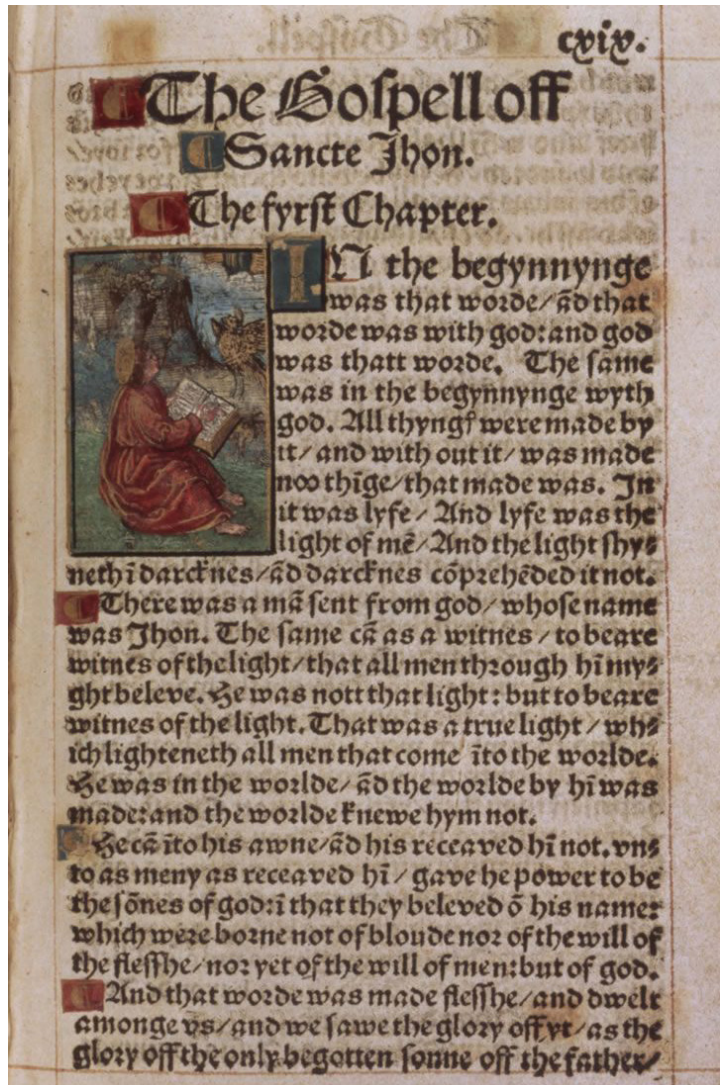 cxix.
The Gospell off
Sancte Jhon.
The fyrst Chapter.
IN the begynnynge
was that worde/ ād that
worde was with god: and god
was thatt worde. The same
was in the begynnynge wyth
god. All thyngꝭ were made by
it/ and with out it/ was made
noo thīge/ that made was. In
it was lyfe/ And lyfe was the
light of mē/ And the light shy⸗
neth ī darcknes/ ād darcknes cōprehēded it not.
There was a mā sent from god/ whose name
was Jhon. The same cā as a witnes/ to beare
witnes of the light/ that all men through hī my⸗
ght beleve. He was nott that light: but to beare
witnes of the light. That was a true light/ wh⸗
ich lighteneth all men that come īto the worlde.
He was in the worlde/ ād the worlde by hī was
made: and the worlde knewe hym not.
He cā īto his awne/ ād his receaved hī not. vn⸗
to as meny as receaved hī/ gave he power to be
the sōnes of god: ī that they beleved ō his name:
which were borne not of bloude nor of the will of
the flesshe/ nor yet of the will of men: but of god.
And that worde was made flesshe/ and dwelt
amonge vs/ and we sawe the glory off yt/ as the
glory off the only begotten sonne off the father/